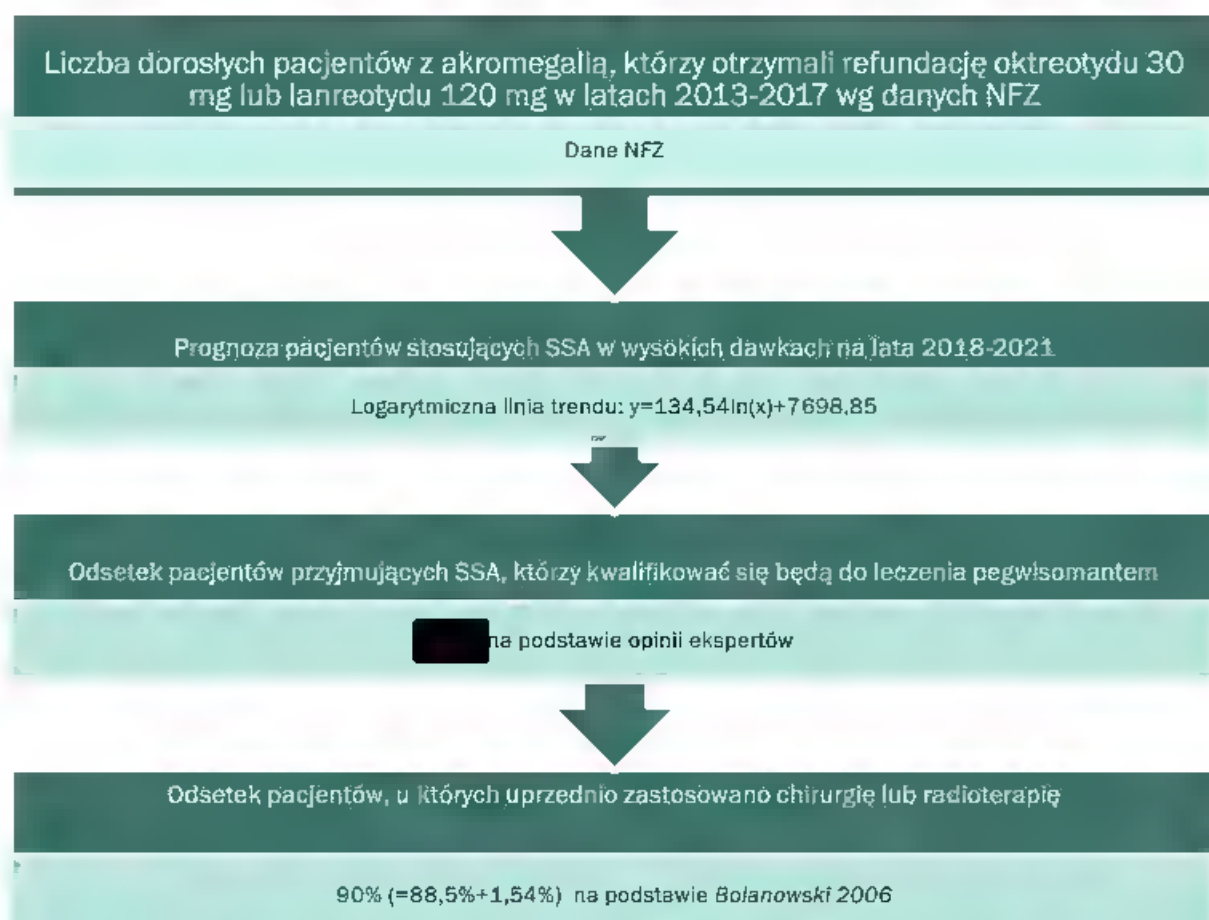 Liczba dorosłych pacjentów z akromegalią, którzy otrzymali refundację oktreotydu 30
mg lub lanreotydu 120 mg w latach 2013-2017 wg danych NFZ
Dane NFZ
Prognoza pacjentów stosujących SSA w wysokich dawkach na lata 2018-2021
Logarytmiczna linia trendu: y=134,54ln(x)+7698,85
Odsetek pacjentów przyjmujących SSA, którzy kwalifikować się będą do leczenia pegwisomantem
na podstawie opinii ekspertów
Odsetek pacjentów, u których uprzednio zastosowano chirurgię lub radioterapię
90% (=88,5%+1,54%) na podstawie Bolanowski 2006